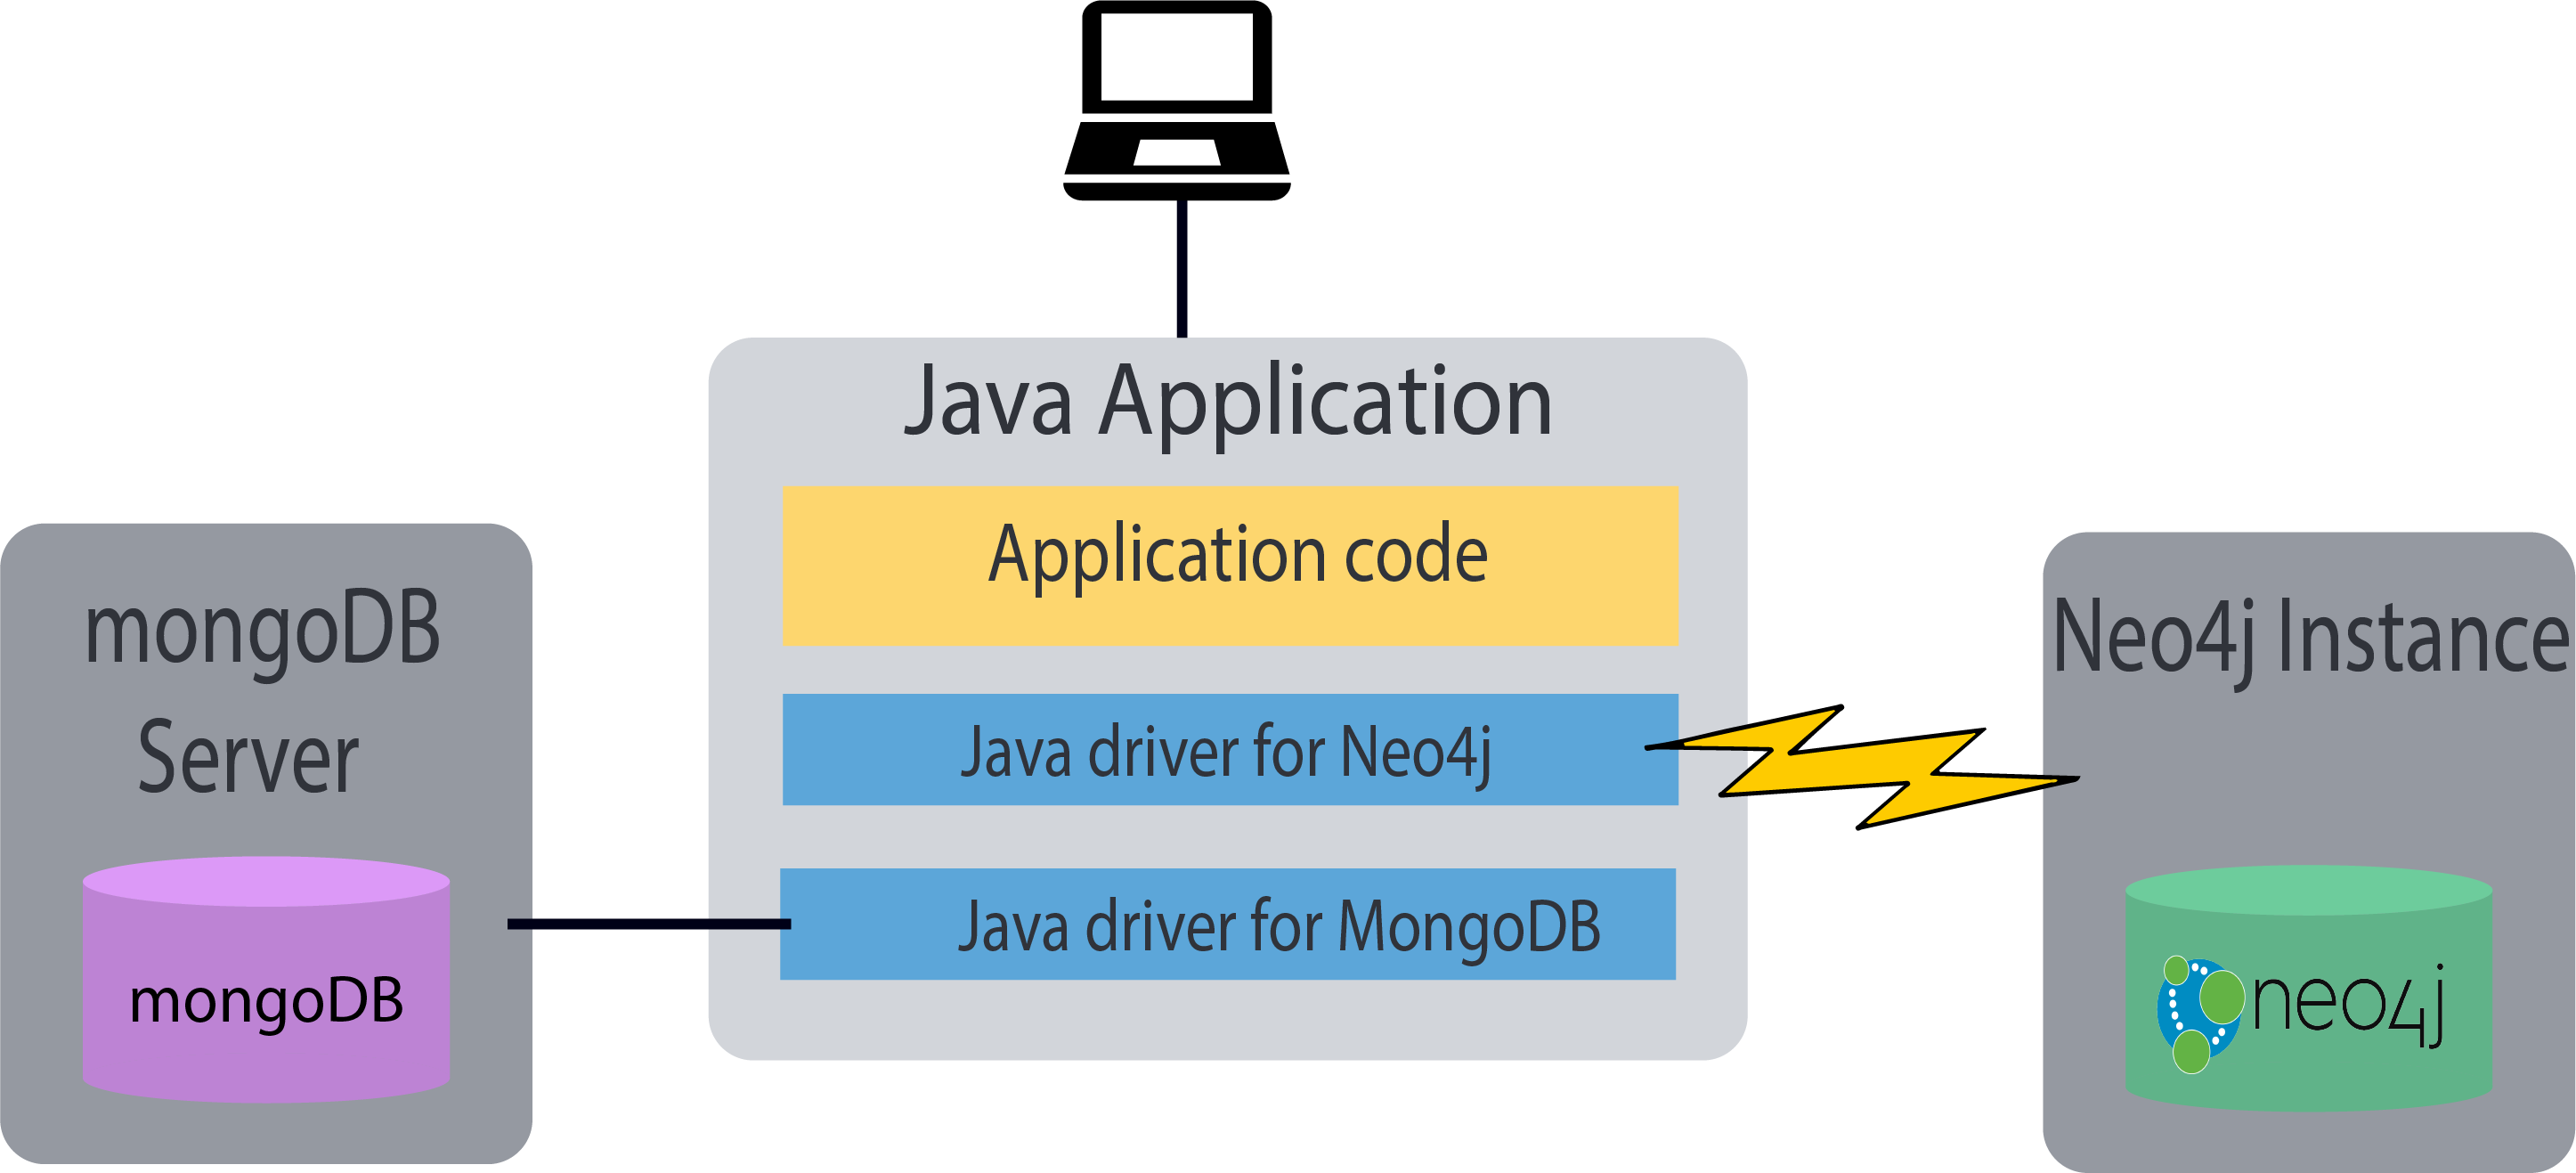 Java Application
Application code
Java driver for Neo4j
Java driver for MongoDB
mongoDB
Server
mongoDB
Neo4j Instance
neo4j